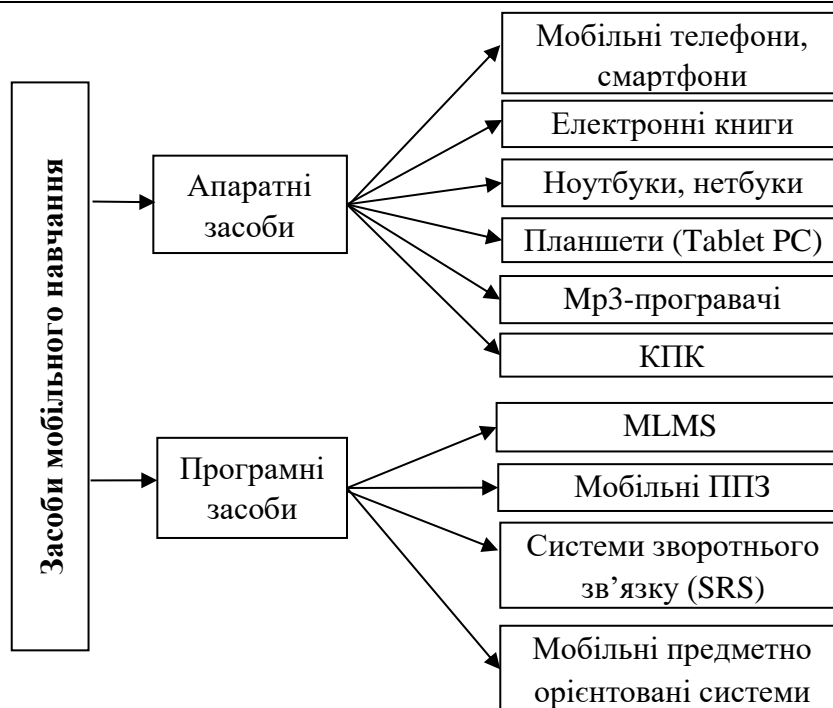 Засоби мобільного навчання
Апаратні
засоби
Мобільні телефони,
смартфони
Електронні книги
Ноутбуки, нетбуки
Планшети (Tablet PC)
Mp3-програвачі
КПК
Програмні
засоби
MLMS
Мобільні ППЗ
Системи зворотнього
зв’язку (SRS)
Мобільні предметно
орієнтовані системи